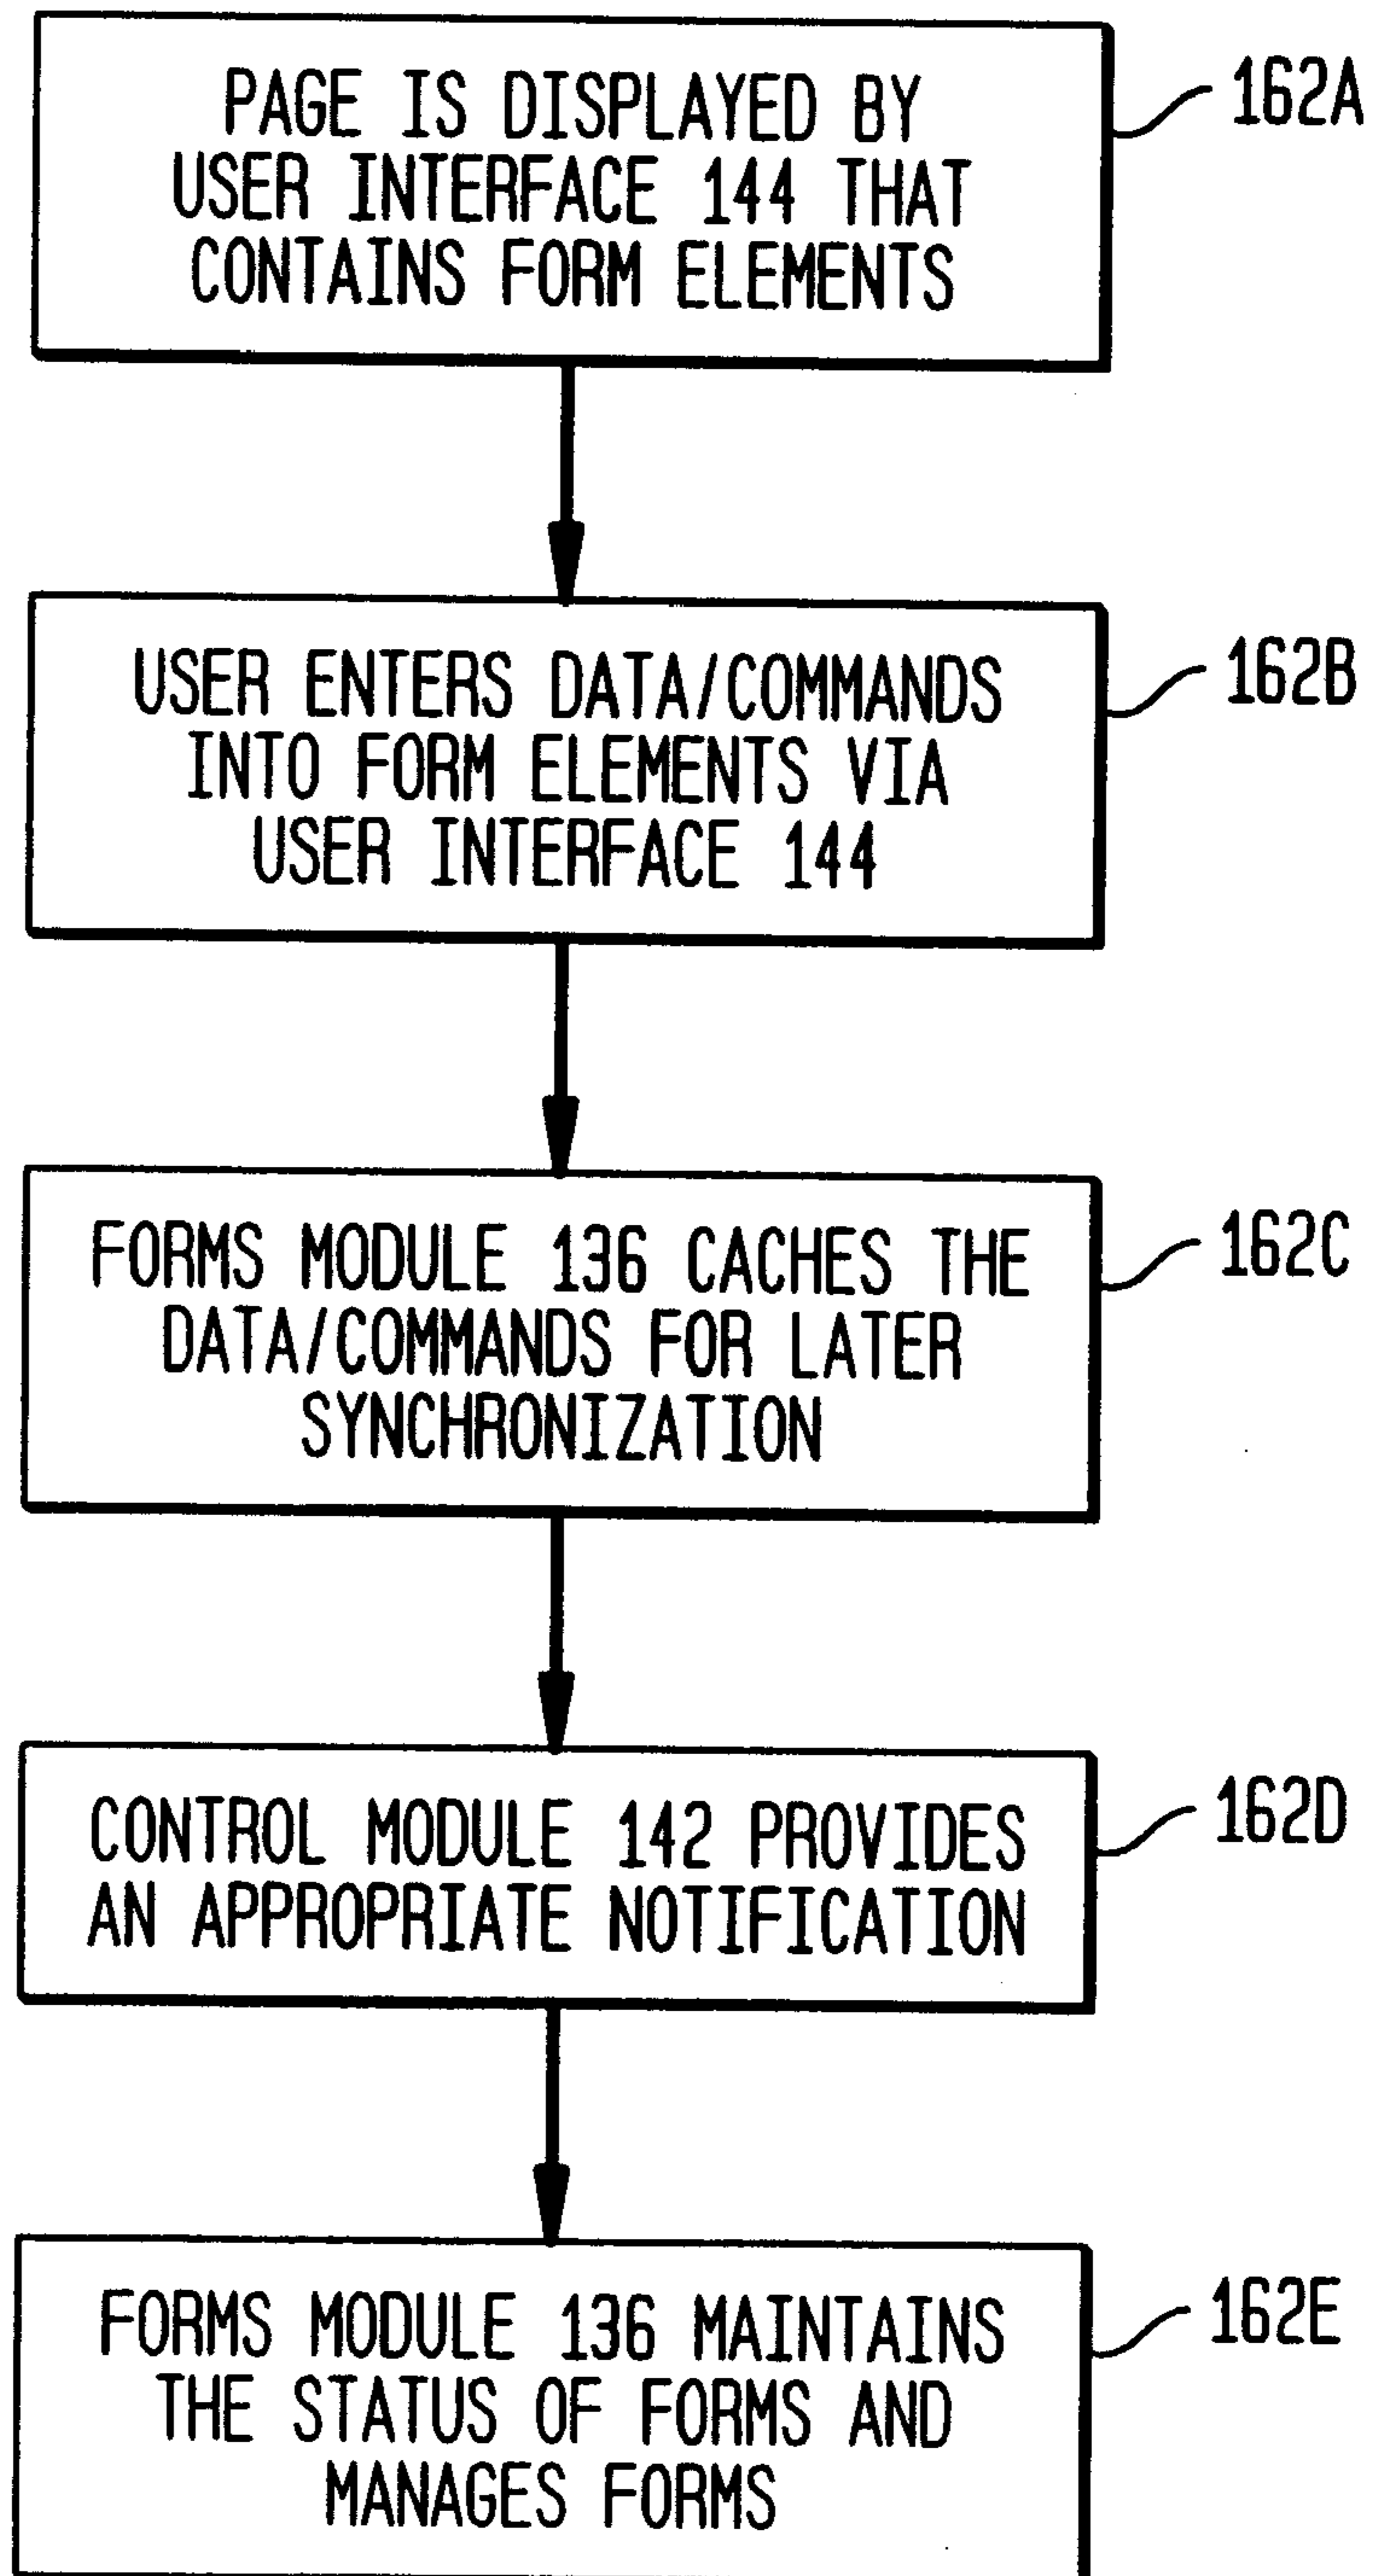 PAGE IS DISPLAYED BY
USER INTERFACE 144 THAT
CONTAINS FORM ELEMENTS
162A
USER ENTERS DATA/COMMANDS
INTO FORM ELEMENTS VIA
USER INTERFACE 144
162B
FORMS MODULE 136 CACHES THE
DATA/COMMANDS FOR LATER
SYNCHRONIZATION
162C
CONTROL MODULE 142 PROVIDES
AN APPROPRIATE NOTIFICATION
162D
FORMS MODULE 136 MAINTAINS
THE STATUS OF FORMS AND
MANAGES FORMS
162E